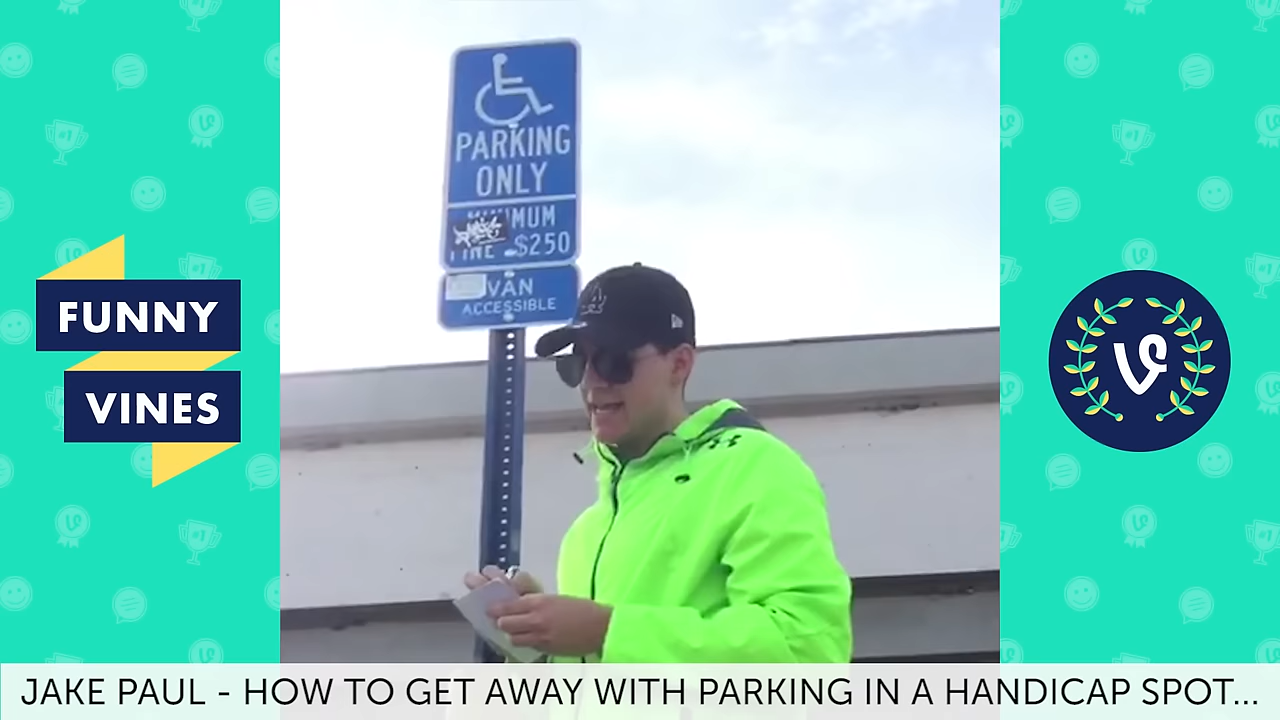 PARKING
ONLY
MINIMUM
FINE $250
VAN
ACCESSIBLE
FUNNY
VINES
JAKE PAUL - HOW TO GET AWAY WITH PARKING IN A HANDICAP SPOT...